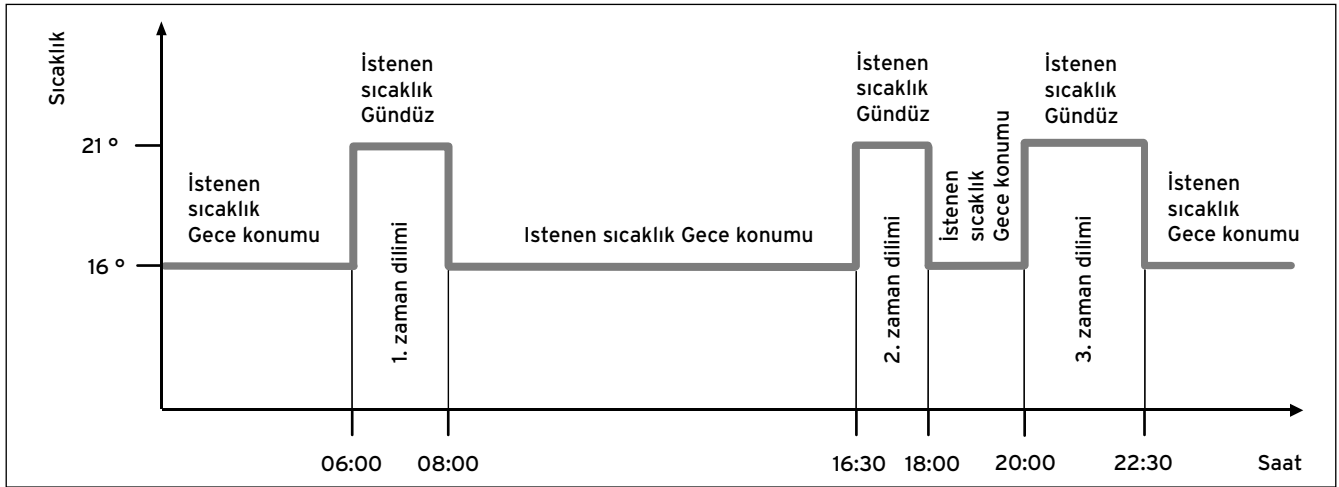 Sıcaklık
İstenen
sıcaklık
Gündüz
İstenen
sıcaklık
Gündüz
İstenen
sıcaklık
Gündüz
21 °
İstenen
sıcaklık
Gece konumu
1. zaman dilimi
Istenen sıcaklık Gece konumu
2. zaman dilimi
İstenen
sıcaklık
Gece konumu
3. zaman dilimi
İstenen
sıcaklık
Gece konumu
16 °
06:00 08:00 16:30 18:00 20:00 22:30 Saat